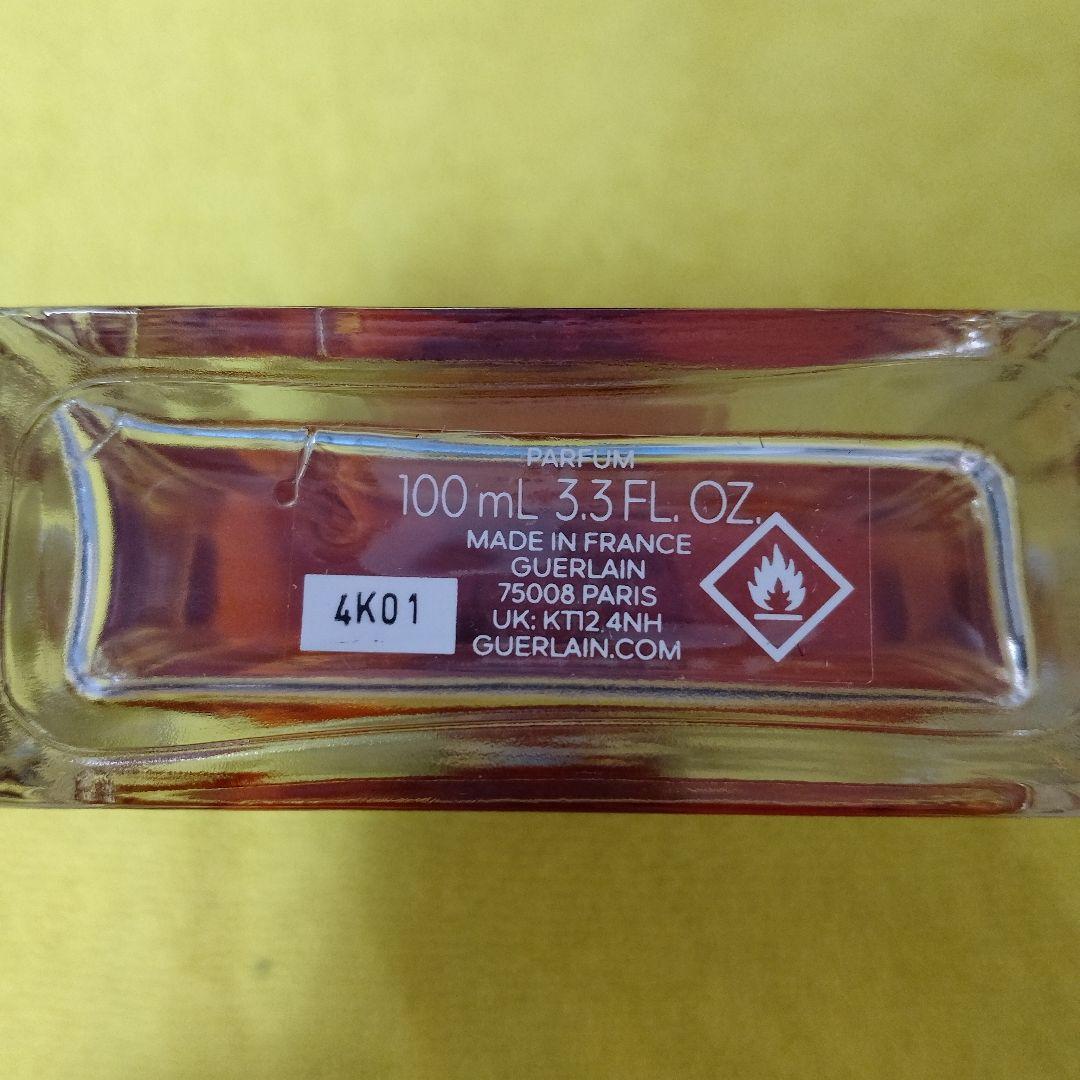 PARFUM
100 mL 3.3 FL. OZ.
MADE IN FRANCE
GUERLAIN
75008 PARIS
UK: KT12 4NH
GUERLAIN.COM
4K01